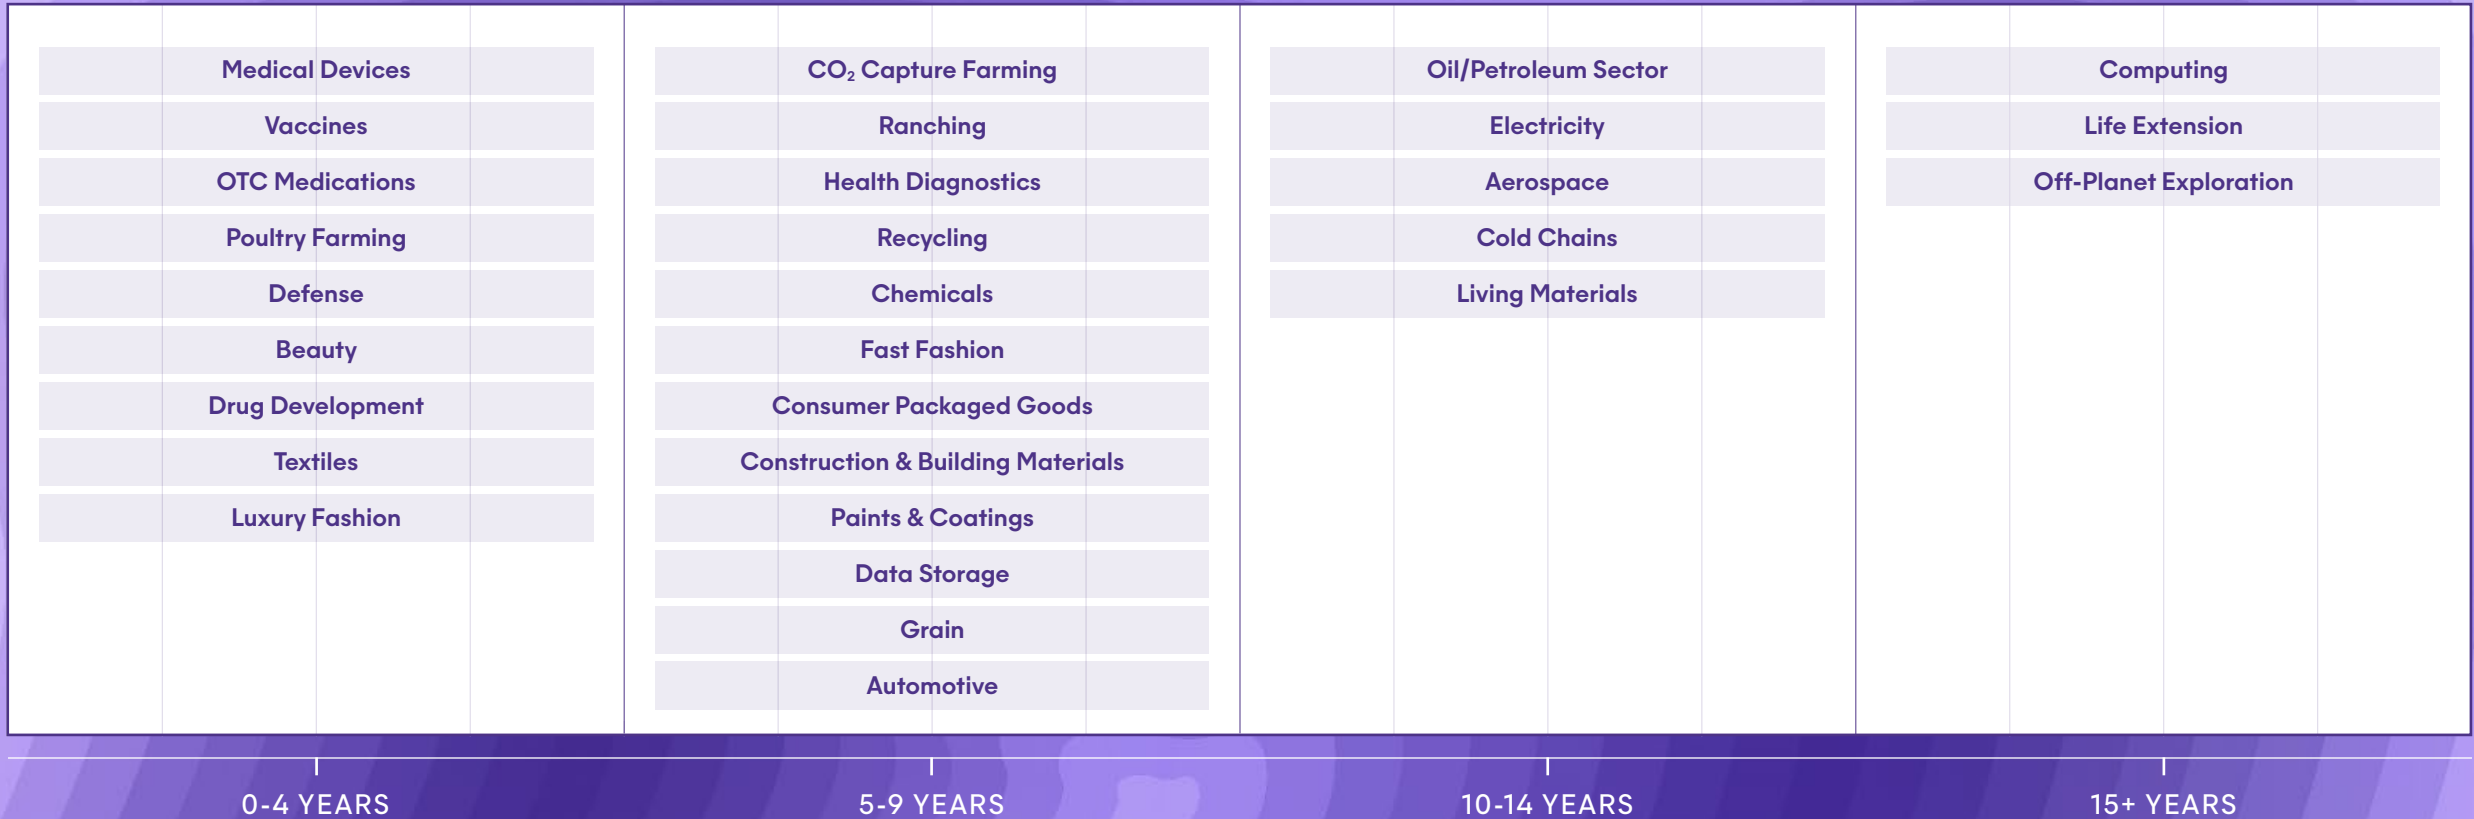 Medical Devices
Vaccines
OTC Medications
Poultry Farming
Defense
Beauty
Drug Development
Textiles
Luxury Fashion
CO₂ Capture Farming
Ranching
Health Diagnostics
Recycling
Chemicals
Fast Fashion
Consumer Packaged Goods
Construction & Building Materials
Paints & Coatings
Data Storage
Grain
Automotive
Oil/Petroleum Sector
Electricity
Aerospace
Cold Chains
Living Materials
Computing
Life Extension
Off-Planet Exploration
0-4 YEARS
5-9 YEARS
10-14 YEARS
15+ YEARS